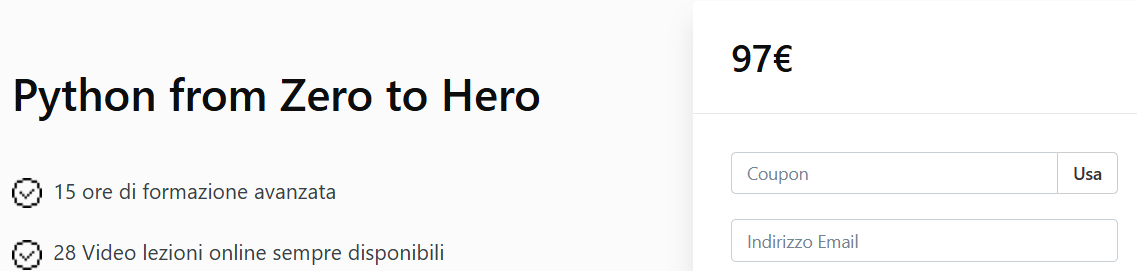 Python from Zero to Hero
15 ore di formazione avanzata
28 Video lezioni online sempre disponibili
97€
Coupon
Usa
Indirizzo Email